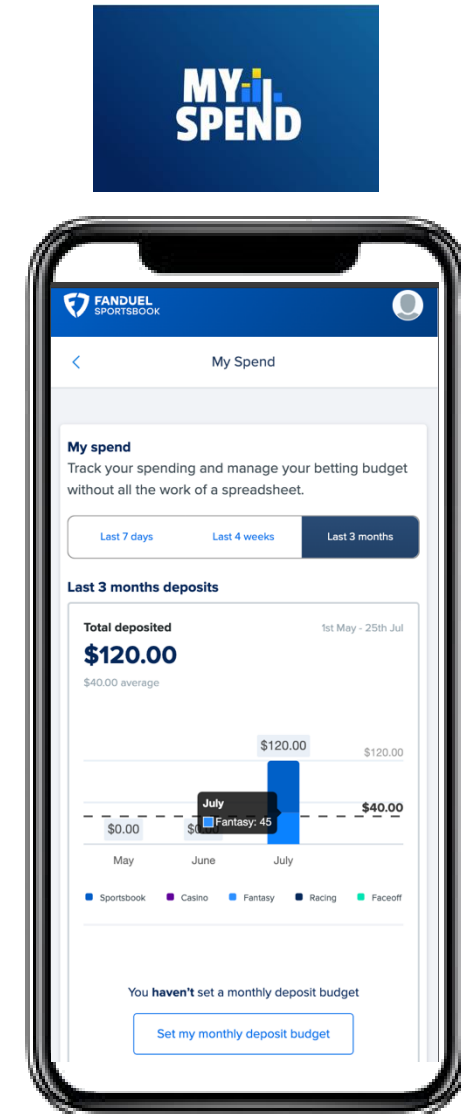 MY
SPEND
FANDUEL
SPORTSBOOK
My Spend
My spend
Track your spending and manage your betting budget
without all the work of a spreadsheet.
Last 7 days Last 4 weeks Last 3 months
Last 3 months deposits
Total deposited 1st May - 25th Jul
$120.00
$40.00 average
$120.00 $120.00
July $40.00
Fantasy: 45
$0.00
May June July
Sportsbook Casino Fantasy Racing Faceoff
You haven't set a monthly deposit budget
Set my monthly deposit budget